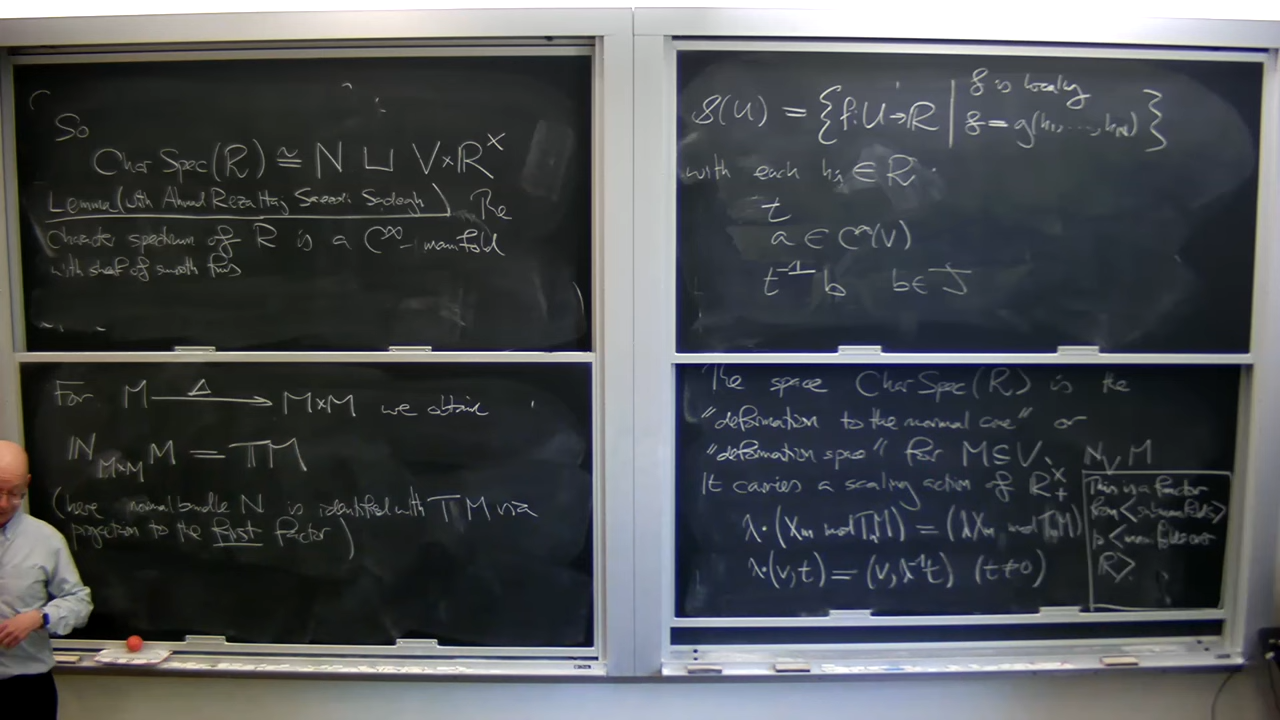 So
Char Spec(R) ≅ N ⊔ V×R^×
Lemma (with Ahmad Reza Haj Saeedi Sadegh) The
character spectrum of R is a C^∞-manifold
with sheaf of smooth fns
For M —Δ→ M×M we obtain
ℕ_{M×M} M = 𝕋M
(here normal bundle N is identified with TM via
projection to the first factor)
S(U) = {f:U→R | f is locally
f = g(h_1,...,h_N)}
with each h_i ∈ R.
t
a ∈ C^∞(V)
t^{-1} b b ∈ J
The space Char Spec(R) is the
"deformation to the normal cone" or
"deformation space" for M⊆V. ℕ_V M
It carries a scaling action of R^×_+
λ·(X_m mod T_mM) = (λX_m mod T_mM)
λ·(v,t) = (v,λ^{-1}t) (t≠0)
This is a functor
from <submnflds>
to <manifolds over
R>